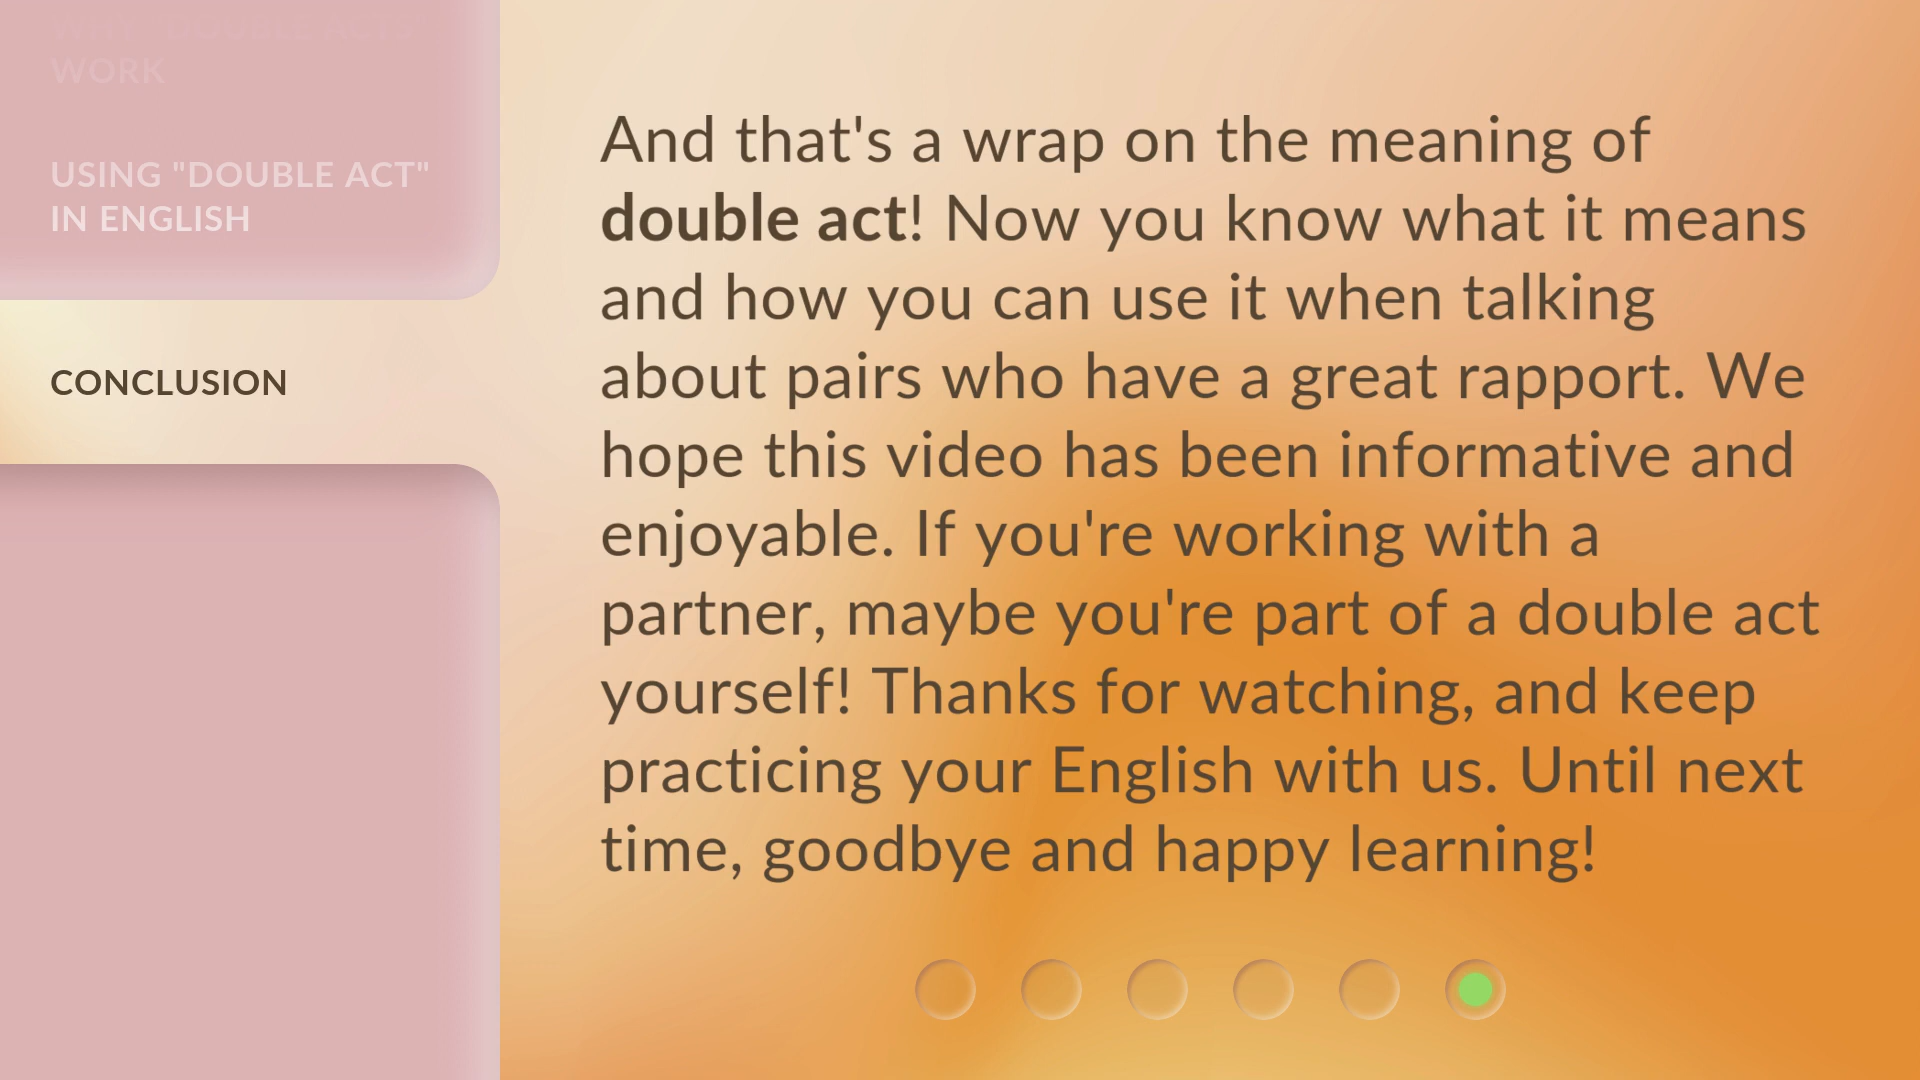 WHY "DOUBLE ACTS"
WORK
USING "DOUBLE ACT"
IN ENGLISH
CONCLUSION
And that's a wrap on the meaning of
double act! Now you know what it means
and how you can use it when talking
about pairs who have a great rapport. We
hope this video has been informative and
enjoyable. If you're working with a
partner, maybe you're part of a double act
yourself! Thanks for watching, and keep
practicing your English with us. Until next
time, goodbye and happy learning!